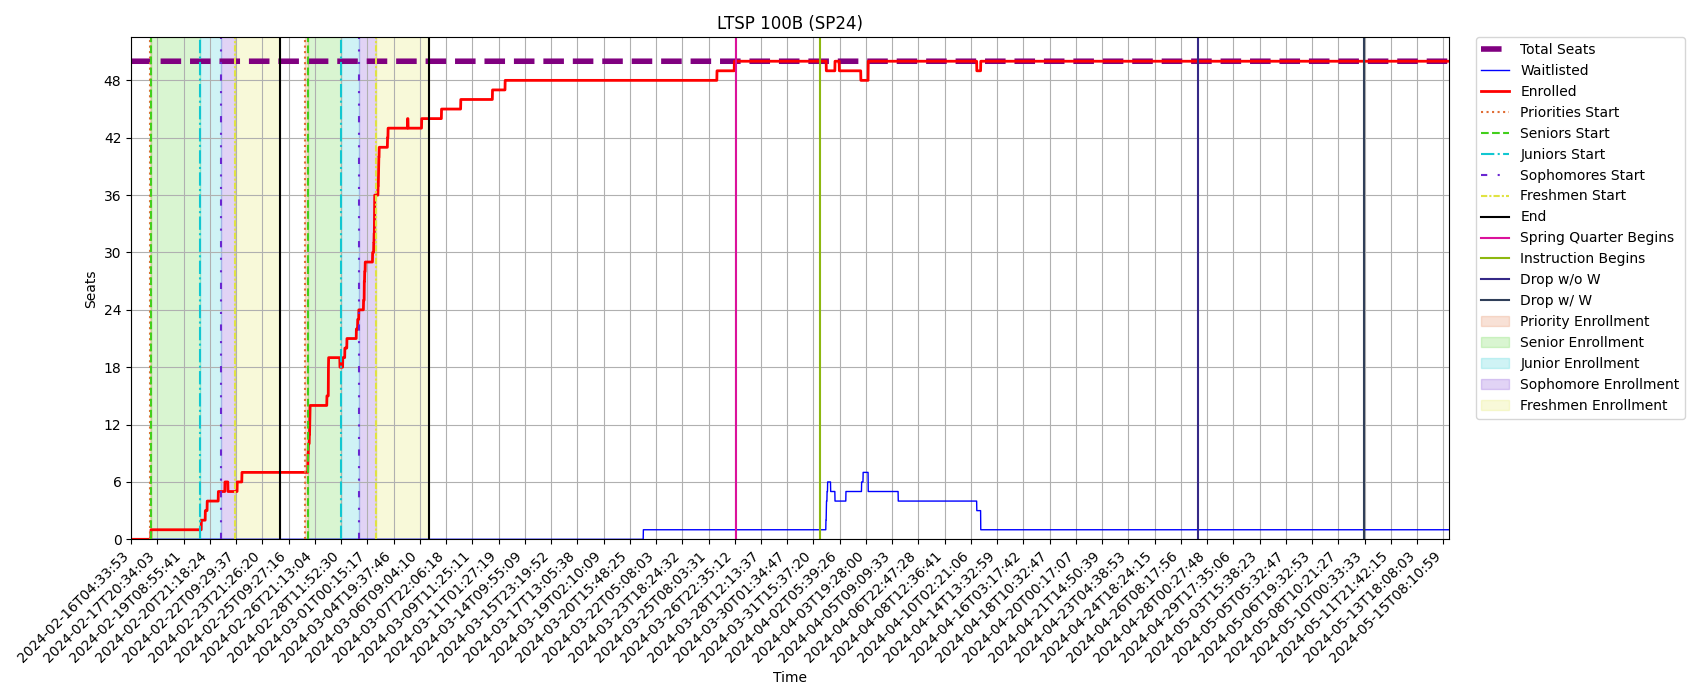 LTSP 100B (SP24)
Seats
48
42
36
30
24
18
12
6
0
2024-02-16T04:33:53
2024-02-17T20:34:03
2024-02-19T08:55:41
2024-02-20T21:18:24
2024-02-22T09:29:37
2024-02-23T21:26:20
2024-02-25T09:27:16
2024-02-26T21:13:04
2024-02-28T11:52:30
2024-03-01T00:15:17
2024-03-04T19:37:46
2024-03-06T09:04:10
2024-03-07T22:06:18
2024-03-11T01:27:19
2024-03-14T09:55:09
2024-03-15T23:19:52
2024-03-17T13:05:38
2024-03-19T02:10:09
2024-03-20T15:48:25
2024-03-22T05:08:03
2024-03-23T18:24:32
2024-03-25T08:03:31
2024-03-26T22:35:12
2024-03-28T12:13:37
2024-03-30T01:34:47
2024-03-31T15:37:20
2024-04-02T05:39:26
2024-04-03T19:28:00
2024-04-05T09:09:33
2024-04-06T22:47:28
2024-04-08T12:36:41
2024-04-10T02:21:06
2024-04-14T13:32:59
2024-04-16T03:17:42
2024-04-18T10:32:47
2024-04-20T00:17:07
2024-04-21T14:50:39
2024-04-23T04:38:53
2024-04-24T18:24:15
2024-04-26T08:17:56
2024-04-28T00:27:48
2024-04-29T17:35:06
2024-05-03T15:38:23
2024-05-05T05:32:47
2024-05-06T19:32:53
2024-05-08T10:21:27
2024-05-10T00:33:33
2024-05-11T21:42:15
2024-05-13T18:08:03
2024-05-15T08:10:59
Time
Total Seats
Waitlisted
Enrolled
Priorities Start
Seniors Start
Juniors Start
Sophomores Start
Freshmen Start
End
Spring Quarter Begins
Instruction Begins
Drop w/o W
Drop w/ W
Priority Enrollment
Senior Enrollment
Junior Enrollment
Sophomore Enrollment
Freshmen Enrollment